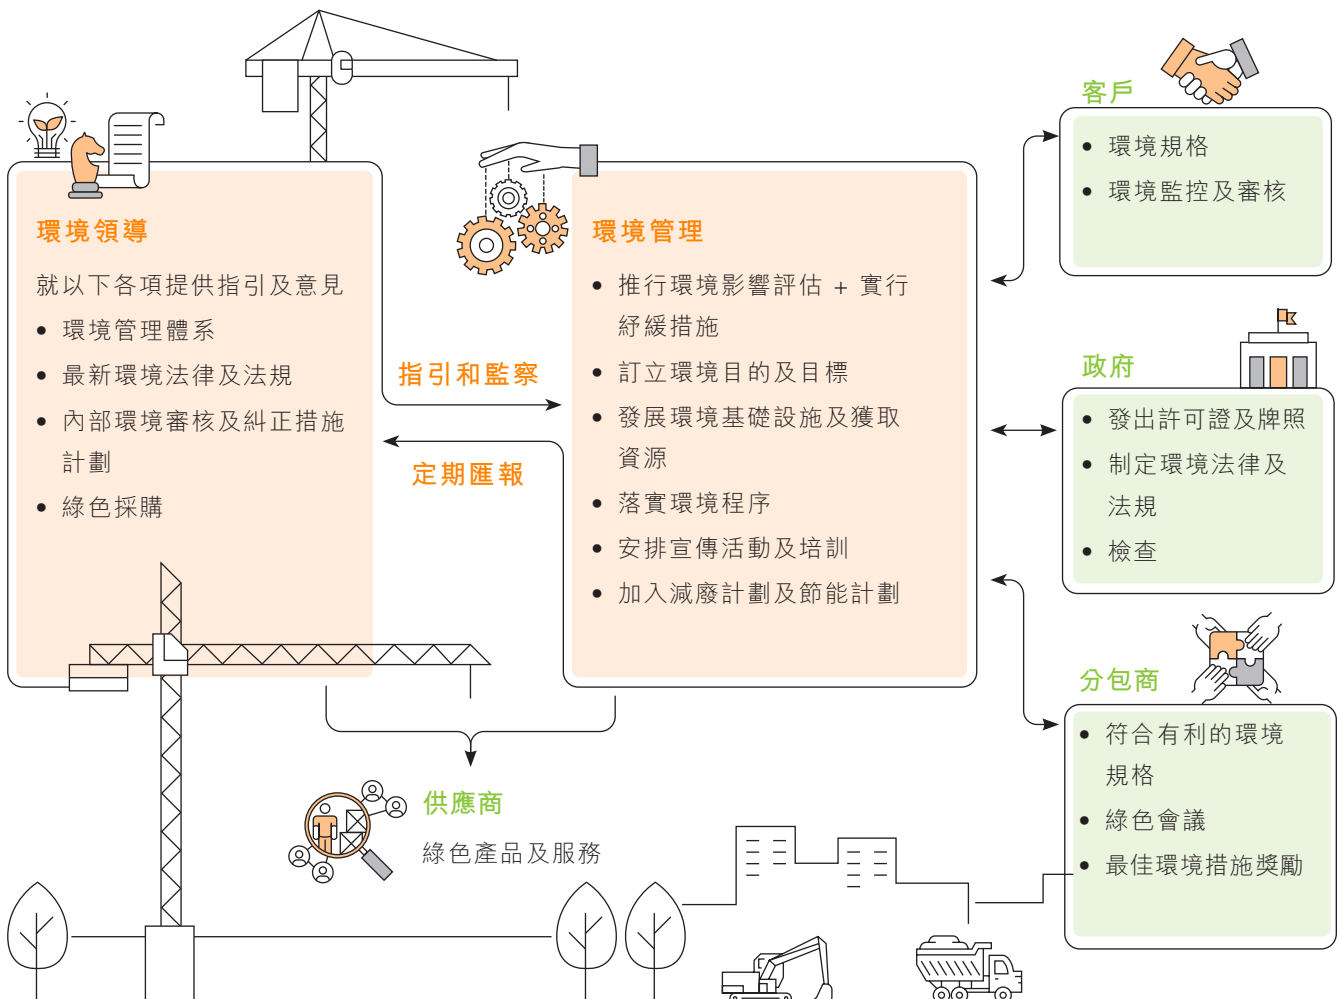 環境領導
就以下各項提供指引及意見
• 環境管理體系
• 最新環境法律及法規
• 內部環境審核及糾正措施
計劃
• 綠色採購
指引和監察
定期匯報
環境管理
• 推行環境影響評估 + 實行
紓緩措施
• 訂立環境目的及目標
• 發展環境基礎設施及獲取
資源
• 落實環境程序
• 安排宣傳活動及培訓
• 加入減廢計劃及節能計劃
客戶
• 環境規格
• 環境監控及審核
政府
• 發出許可證及牌照
• 制定環境法律及
法規
• 檢查
分包商
• 符合有利的環境
規格
• 綠色會議
• 最佳環境措施獎勵
供應商
綠色產品及服務